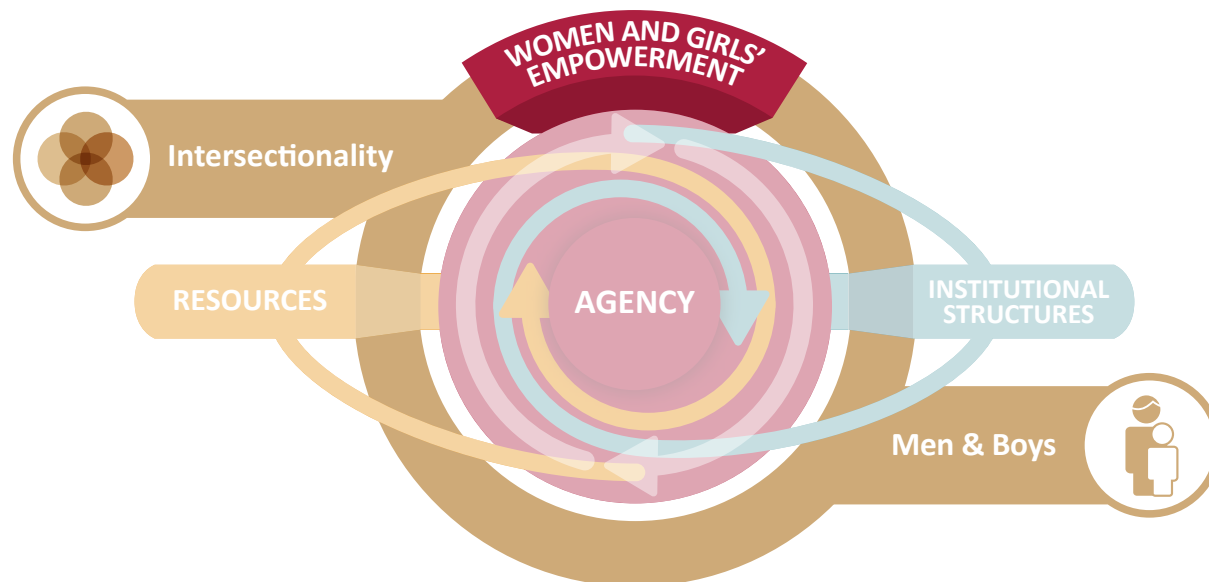 WOMEN AND GIRLS’
EMPOWERMENT
Intersectionality
RESOURCES
AGENCY
INSTITUTIONAL
STRUCTURES
Men & Boys